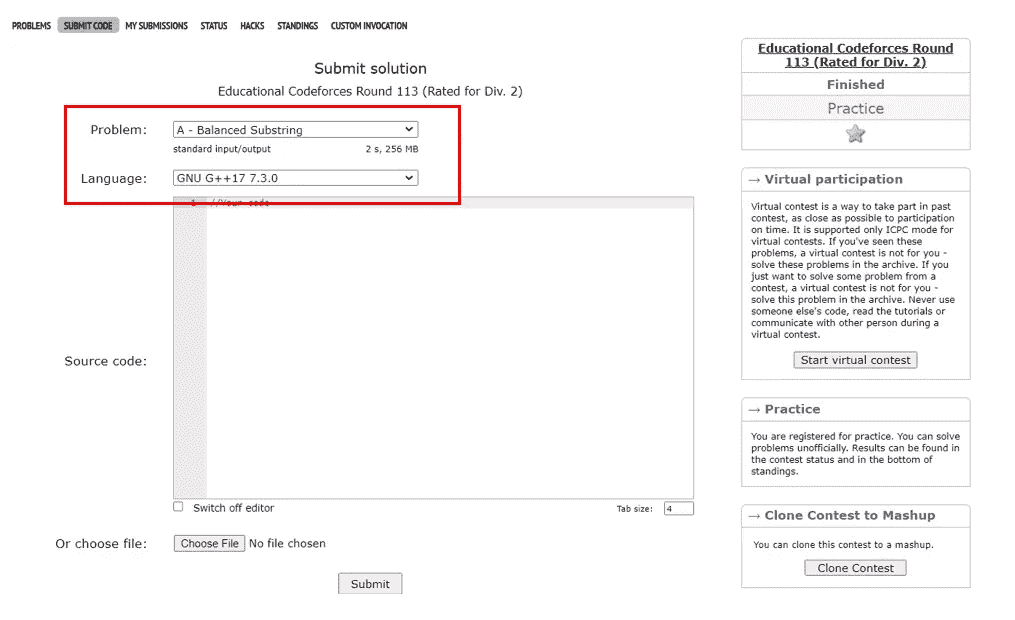 PROBLEMS SUBMIT CODE MY SUBMISSIONS STATUS HACKS STANDINGS CUSTOM INVOCATION
Submit solution
Educational Codeforces Round 113 (Rated for Div. 2)
Problem: A - Balanced Substring
standard input/output 2 s, 256 MB
Language: GNU G++17 7.3.0
1 //Your code
Source code:
Switch off editor Tab size: 4
Or choose file: Choose File No file chosen
Submit
Educational Codeforces Round
113 (Rated for Div. 2)
Finished
Practice
→ Virtual participation
Virtual contest is a way to take part in past
contest, as close as possible to participation
on time. It is supported only ICPC mode for
virtual contests. If you've seen these
problems, a virtual contest is not for you -
solve these problems in the archive. If you
just want to solve some problem from a
contest, a virtual contest is not for you -
solve this problem in the archive. Never use
someone else's code, read the tutorials or
communicate with other person during a
virtual contest.
Start virtual contest
→ Practice
You are registered for practice. You can solve
problems unofficially. Results can be found in
the contest status and in the bottom of
standings.
→ Clone Contest to Mashup
You can clone this contest to a mashup.
Clone Contest